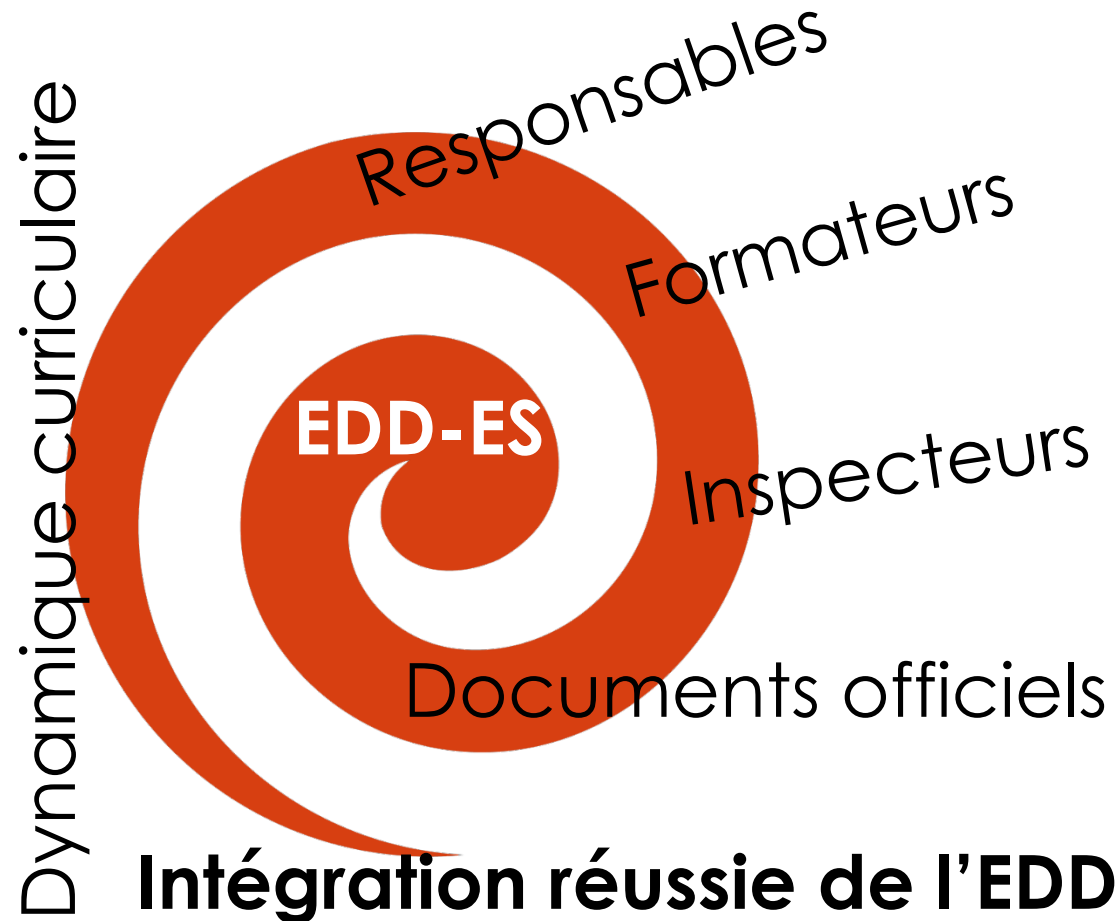 Dynamique curriculaire
Responsables
Formateurs
EDD-ES
Inspecteurs
Documents officiels
Intégration réussie de l'EDD